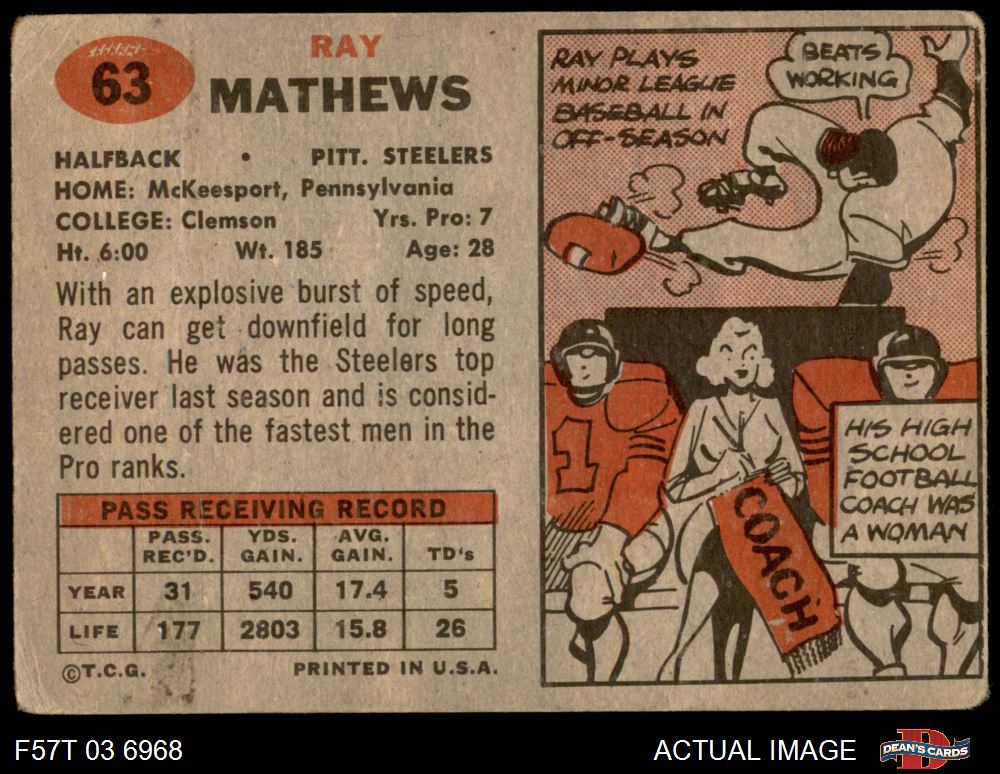 63
RAY
MATHEWS
HALFBACK • PITT. STEELERS
HOME: McKeesport, Pennsylvania
COLLEGE: Clemson Yrs. Pro: 7
Ht. 6:00 Wt. 185 Age: 28
With an explosive burst of speed,
Ray can get downfield for long
passes. He was the Steelers top
receiver last season and is consid-
ered one of the fastest men in the
Pro ranks.
PASS RECEIVING RECORD
PASS. REC'D. YDS. GAIN. AVG. GAIN. TD's
YEAR 31 540 17.4 5
LIFE 177 2803 15.8 26
©T.C.G. PRINTED IN U.S.A.
RAY PLAYS
MINOR LEAGUE
BASEBALL IN
OFF-SEASON
BEATS
WORKING
1
COACH
HIS HIGH
SCHOOL
FOOTBALL
COACH WAS
A WOMAN
F57T 03 6968
ACTUAL IMAGE
DEAN'S CARDS